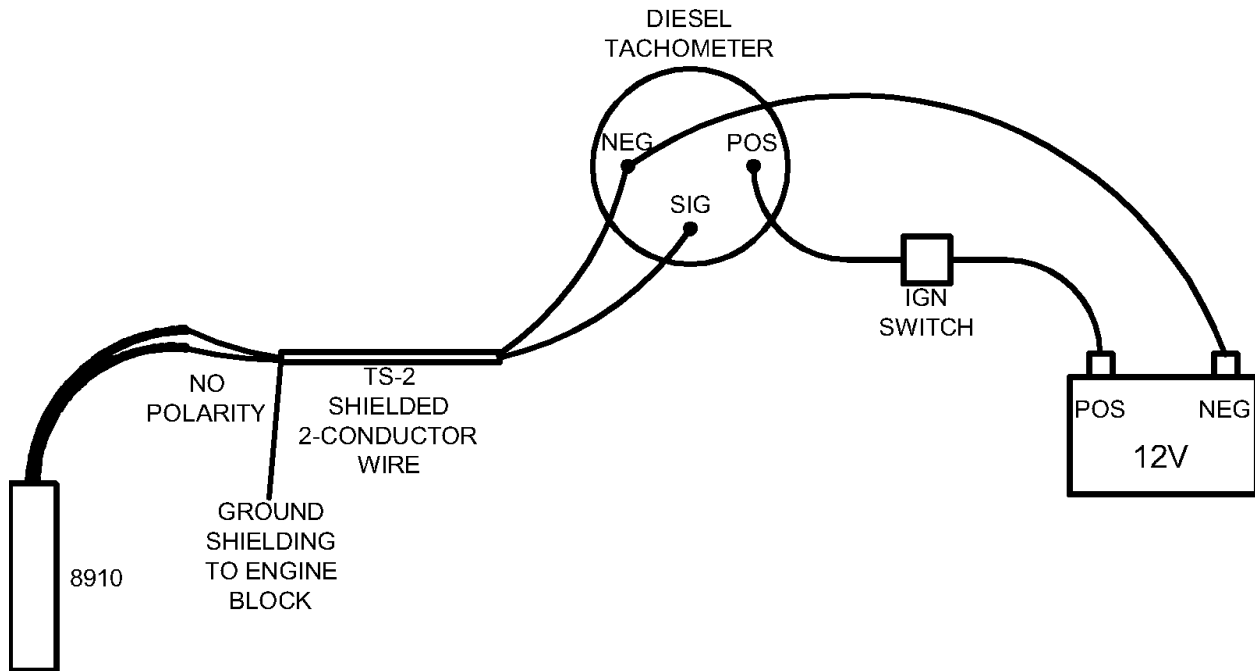 DIESEL
TACHOMETER
NEG
POS
SIG
IGN
SWITCH
NO
POLARITY
TS-2
SHIELDED
2-CONDUCTOR
WIRE
POS
NEG
12V
GROUND
SHIELDING
TO ENGINE
BLOCK
8910